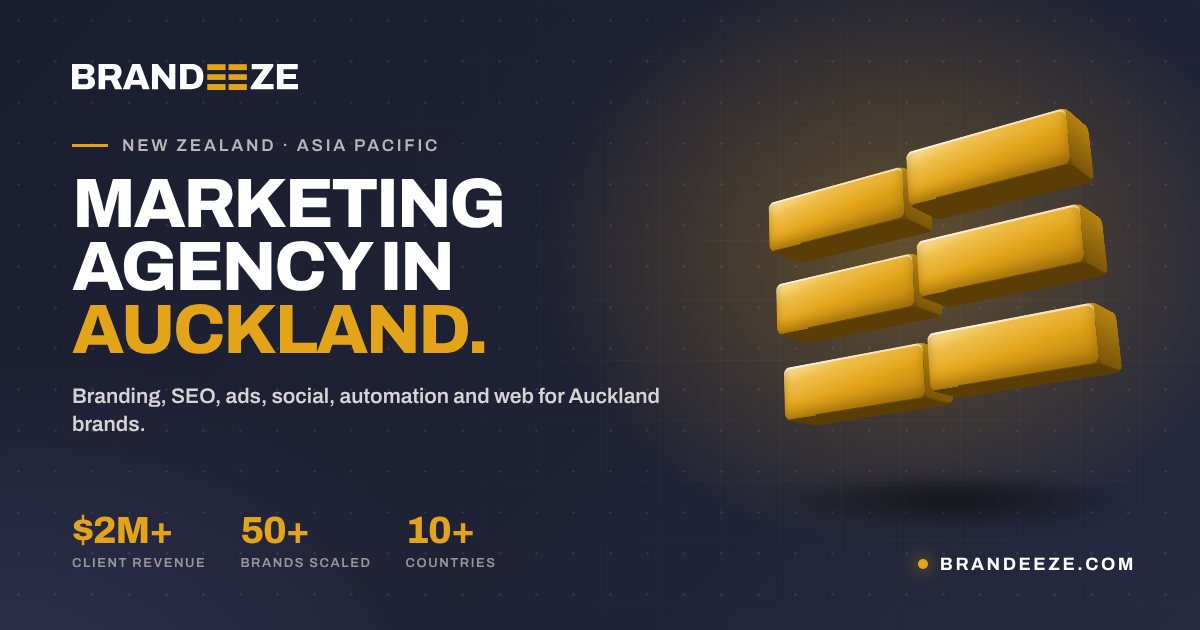 BRANDEEZE
NEW ZEALAND · ASIA PACIFIC
MARKETING
AGENCY IN
AUCKLAND.
Branding, SEO, ads, social, automation and web for Auckland
brands.
$2M+ 50+ 10+
CLIENT REVENUE BRANDS SCALED COUNTRIES
BRANDEEZE.COM